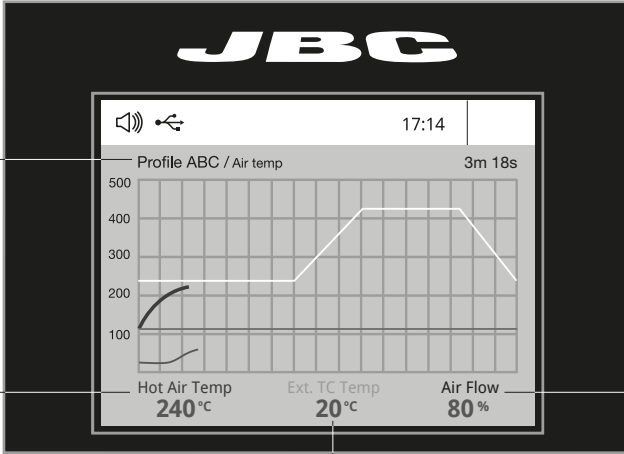 JBC
17:14
Profile ABC / Air temp 3m 18s
500
400
300
200
100
Hot Air Temp Ext. TC Temp Air Flow
240 °C 20 °C 80 %